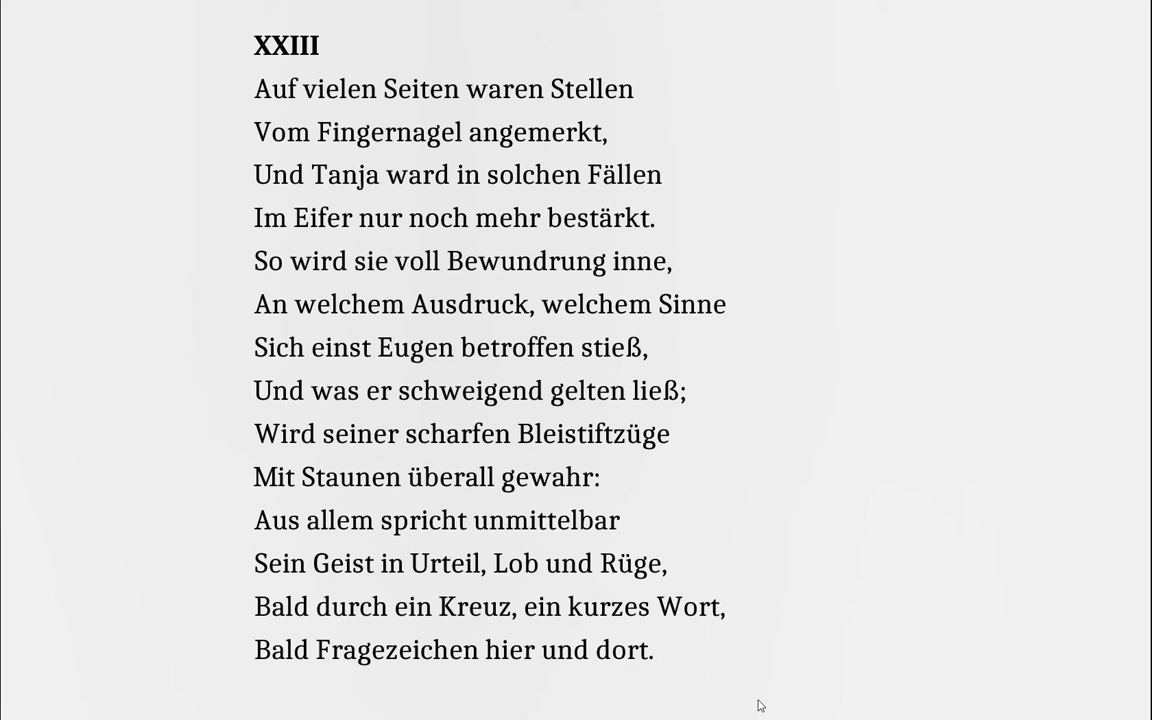 XXIII
Auf vielen Seiten waren Stellen
Vom Fingernagel angemerkt,
Und Tanja ward in solchen Fällen
Im Eifer nur noch mehr bestärkt.
So wird sie voll Bewundrung inne,
An welchem Ausdruck, welchem Sinne
Sich einst Eugen betroffen stieß,
Und was er schweigend gelten ließ;
Wird seiner scharfen Bleistiftzüge
Mit Staunen überall gewahr:
Aus allem spricht unmittelbar
Sein Geist in Urteil, Lob und Rüge,
Bald durch ein Kreuz, ein kurzes Wort,
Bald Fragezeichen hier und dort.